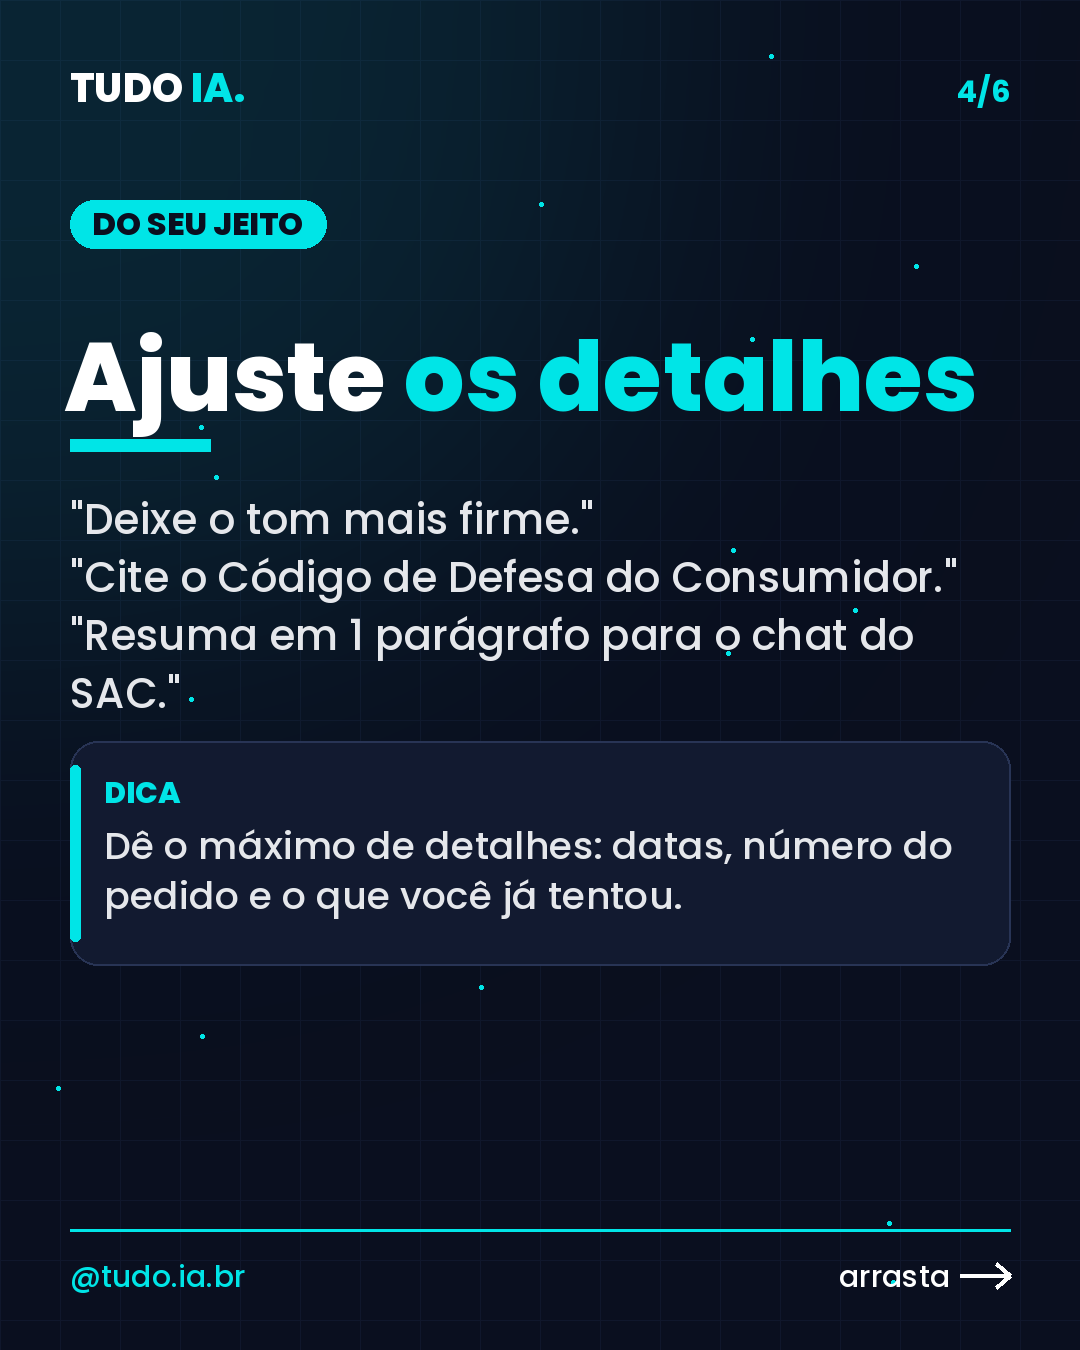 TUDO IA.
4/6
DO SEU JEITO
Ajuste os detalhes
"Deixe o tom mais firme."
"Cite o Código de Defesa do Consumidor."
"Resuma em 1 parágrafo para o chat do
SAC."
DICA
Dê o máximo de detalhes: datas, número do
pedido e o que você já tentou.
@tudo.ia.br
arrasta